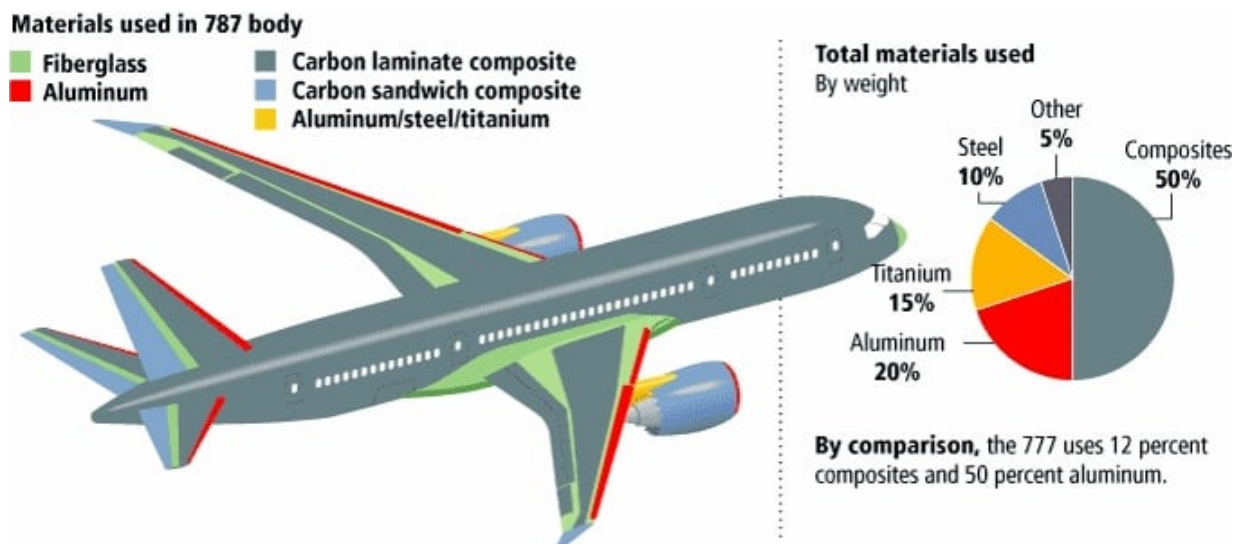 Materials used in 787 body
Fiberglass
Aluminum
Carbon laminate composite
Carbon sandwich composite
Aluminum/steel/titanium
Total materials used
By weight
Other
5%
Steel
10%
Composites
50%
Titanium
15%
Aluminum
20%
By comparison, the 777 uses 12 percent
composites and 50 percent aluminum.